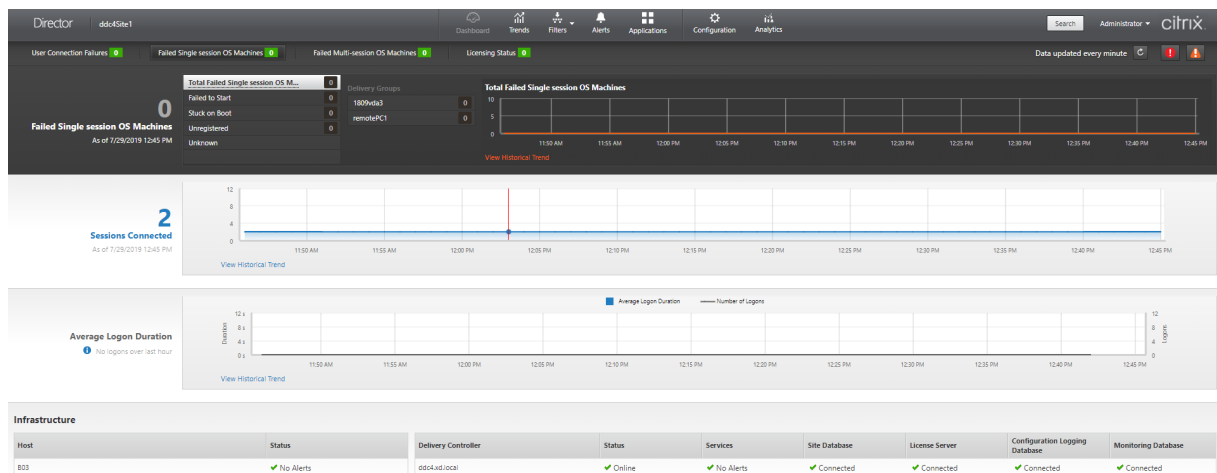 Director ddc4Site1 Dashboard Trends Filters Alerts Applications Configuration Analytics Search Administrator citrix
User Connection Failures 0 Failed Single session OS Machines 0 Failed Multi-session OS Machines 0 Licensing Status 0 Data updated every minute
0
Failed Single session OS Machines
As of 7/29/2019 12:45 PM
Total Failed Single session OS M... 0
Failed to Start 0
Stuck on Boot 0
Unregistered 0
Unknown
Delivery Groups
1809vda3 0
remotePC1 0
Total Failed Single session OS Machines
10
5
0
11:50 AM 11:55 AM 12:00 PM 12:05 PM 12:10 PM 12:15 PM 12:20 PM 12:25 PM 12:30 PM 12:35 PM 12:40 PM 12:45 PM
View Historical Trend
2
Sessions Connected
As of 7/29/2019 12:45 PM
12
8
4
0
11:50 AM 11:55 AM 12:00 PM 12:05 PM 12:10 PM 12:15 PM 12:20 PM 12:25 PM 12:30 PM 12:35 PM 12:40 PM 12:45 PM
View Historical Trend
Average Logon Duration
No logons over last hour
Average Logon Duration Number of Logons
Duration
12 s
8 s
4 s
0 s
12
8
4
0
Logons
11:50 AM 11:55 AM 12:00 PM 12:05 PM 12:10 PM 12:15 PM 12:20 PM 12:25 PM 12:30 PM 12:35 PM 12:40 PM 12:45 PM
View Historical Trend
Infrastructure
Host Status Delivery Controller Status Services Site Database License Server Configuration Logging Database Monitoring Database
B03 No Alerts ddc4.xd.local Online No Alerts Connected Connected Connected Connected